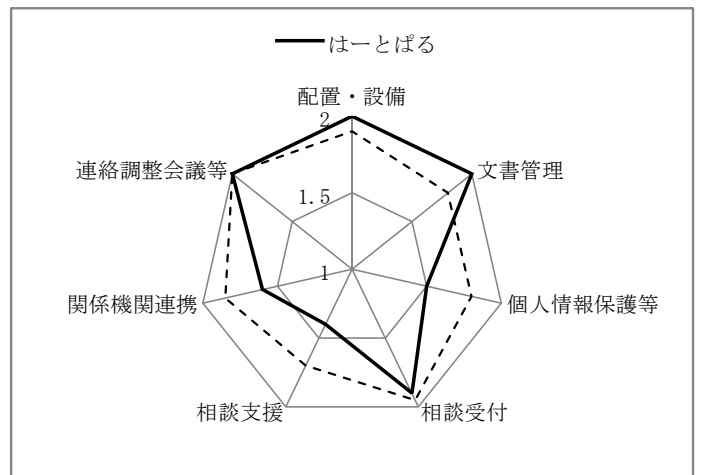 はーとぱる
配置・設備
2
連絡調整会議等
文書管理
1.5
1
関係機関連携
個人情報保護等
相談支援
相談受付